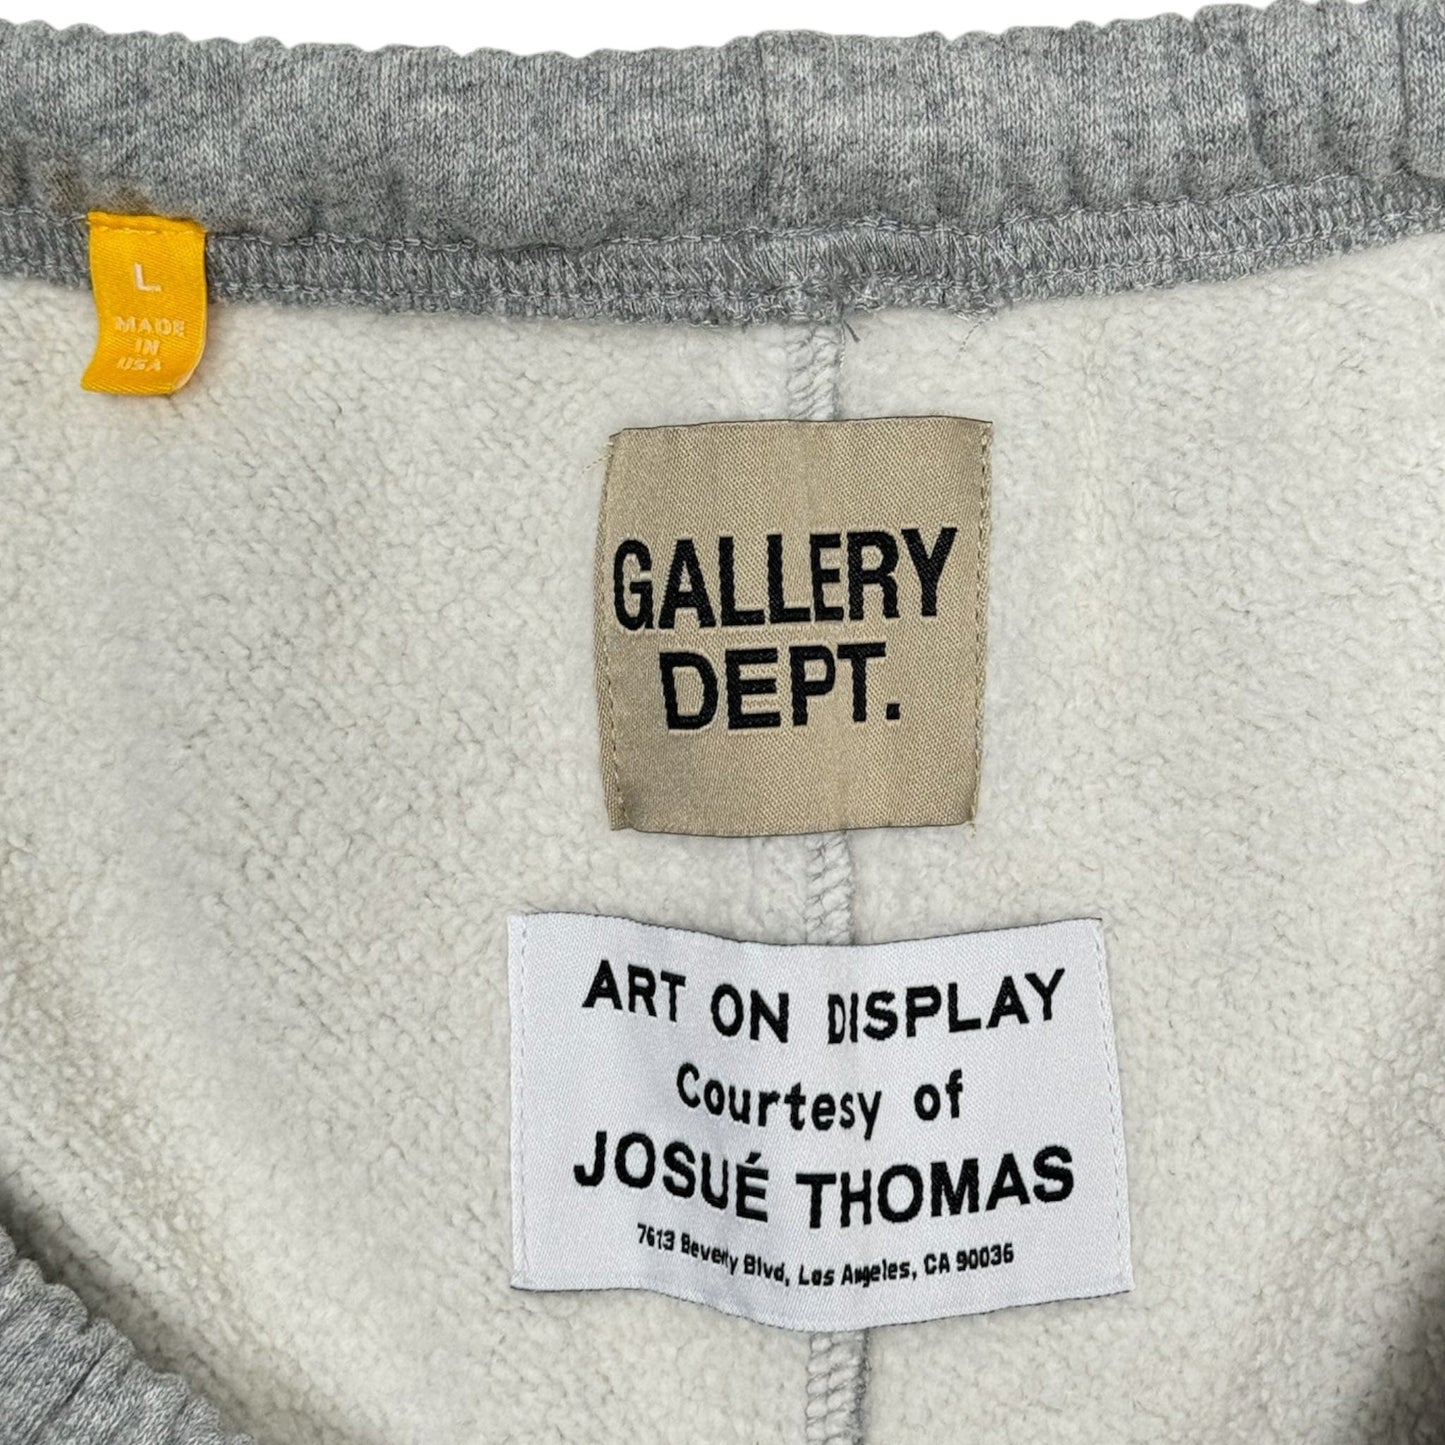 L
MADE
IN
USA
GALLERY
DEPT.
ART ON DISPLAY
Courtesy of
JOSUÉ THOMAS
7613 Beverly Blvd, Los Angeles, CA 90036